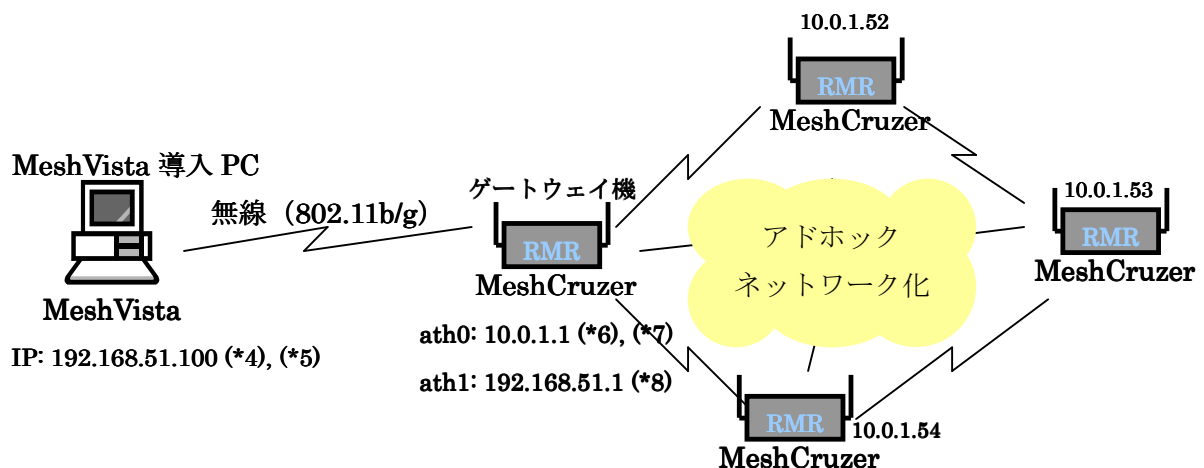 10.0.1.52
RMR
MeshCruzer
MeshVista 導入 PC
無線（802.11b/g）
MeshVista
IP: 192.168.51.100 (*4), (*5)
ゲートウェイ機
RMR
MeshCruzer
ath0: 10.0.1.1 (*6), (*7)
ath1: 192.168.51.1 (*8)
アドホック
ネットワーク化
10.0.1.53
RMR
MeshCruzer
RMR
10.0.1.54
MeshCruzer